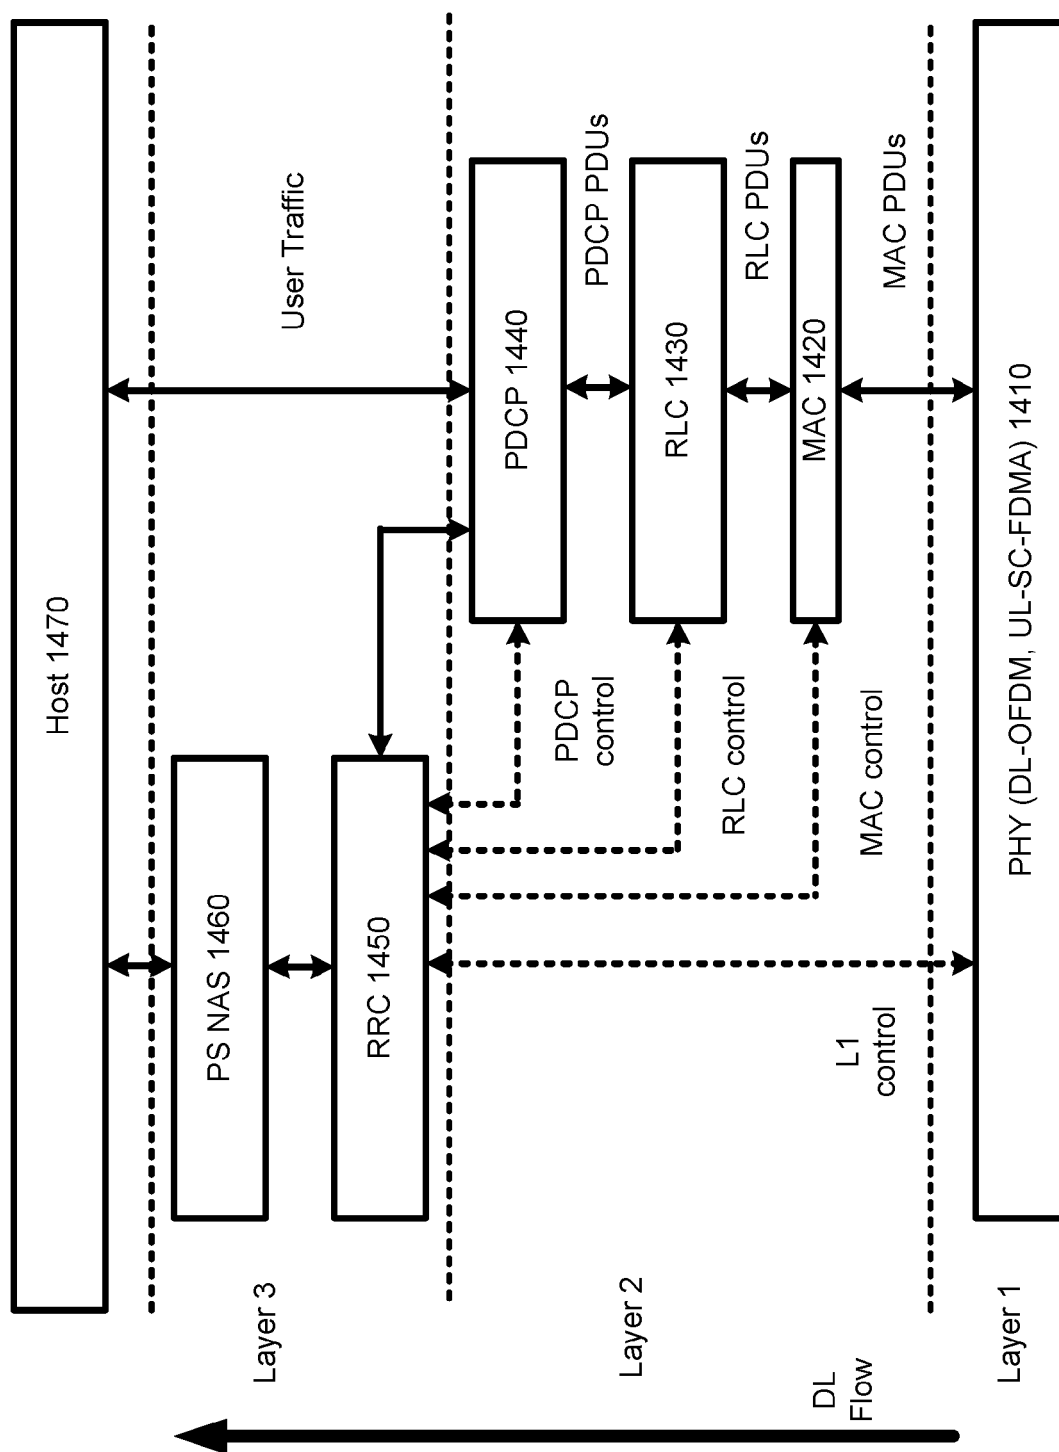 Host 1470
User Traffic
Layer 3
PS NAS 1460
RRC 1450
PDCP 1440
PDCP
control
PDCP PDUs
Layer 2
RLC 1430
RLC control
RLC PDUs
MAC 1420
MAC control
MAC PDUs
L1
control
DL
Flow
Layer 1
PHY (DL-OFDM, UL-SC-FDMA) 1410